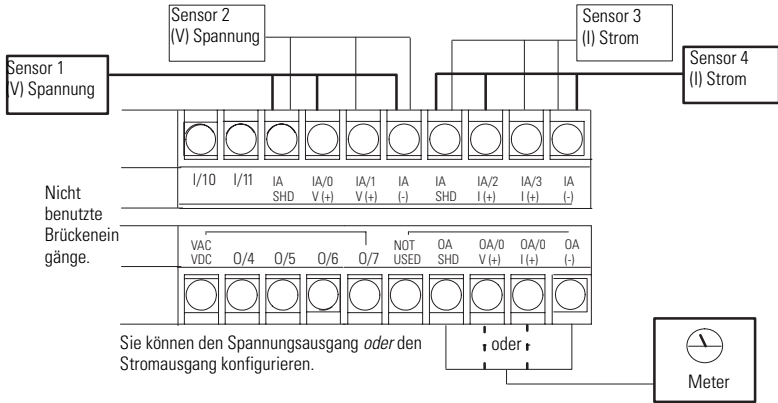 Sensor 2
(V) Spannung
Sensor 3
(I) Strom
Sensor 1
(V) Spannung
Sensor 4
(I) Strom
I/10 I/11 IA SHD IA/0 V (+) IA/1 V (+) IA (-) IA SHD IA/2 I (+) IA/3 I (+) IA (-)
Nicht
benutzte
Brückenein
gänge.
VAC VDC O/4 O/5 O/6 O/7 NOT USED OA SHD OA/0 V (+) OA/0 I (+) OA (-)
Sie können den Spannungsausgang oder den
Stromausgang konfigurieren.
oder
Meter